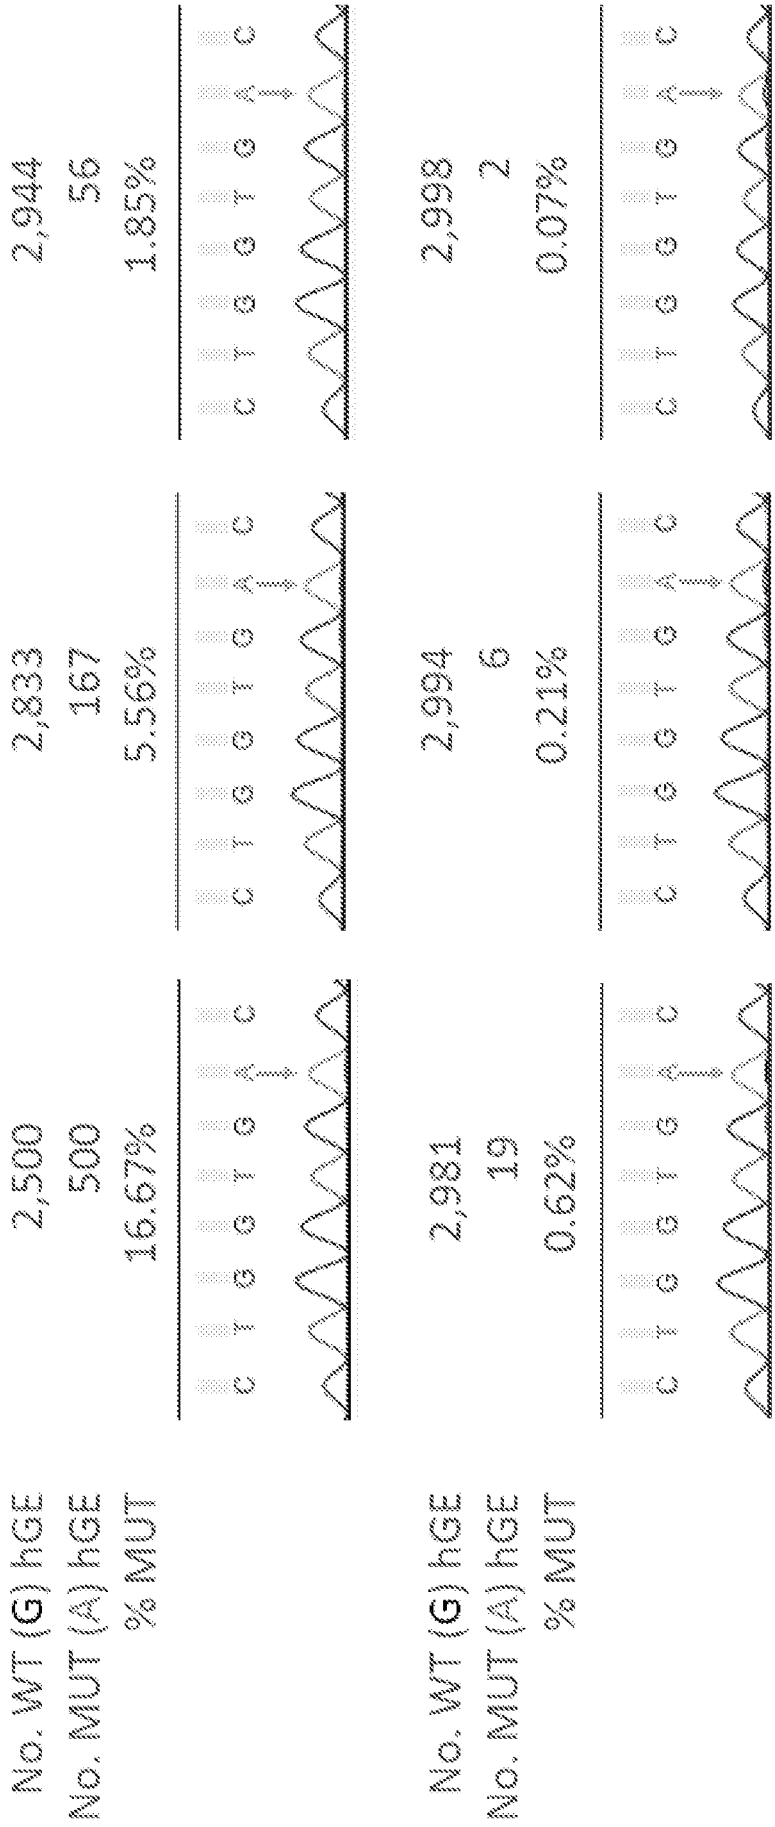 No. WT (G) hGE 2,500 2,833 2,944
No. MUT (A) hGE 500 167 56
% MUT 16.67% 5.56% 1.85%
C T G G T G A C C T G G T G A C C T G G T G A C
No. WT (G) hGE 2,981 2,994 2,998
No. MUT (A) hGE 19 6 2
% MUT 0.62% 0.21% 0.07%
C T G G T G A C C T G G T G A C C T G G T G A C